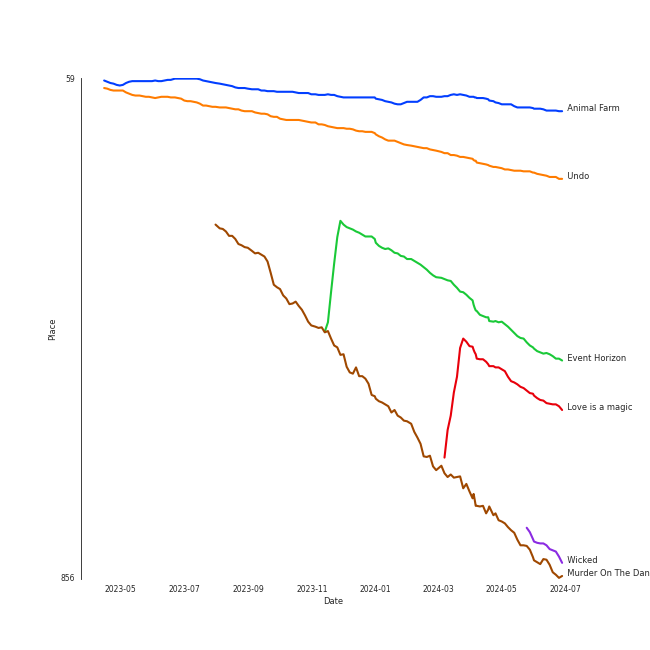 59
Animal Farm
Undo
Place
Event Horizon
Love is a magic
Wicked
Murder On The Dan
856
2023-05 2023-07 2023-09 2023-11 2024-01 2024-03 2024-05 2024-07
Date